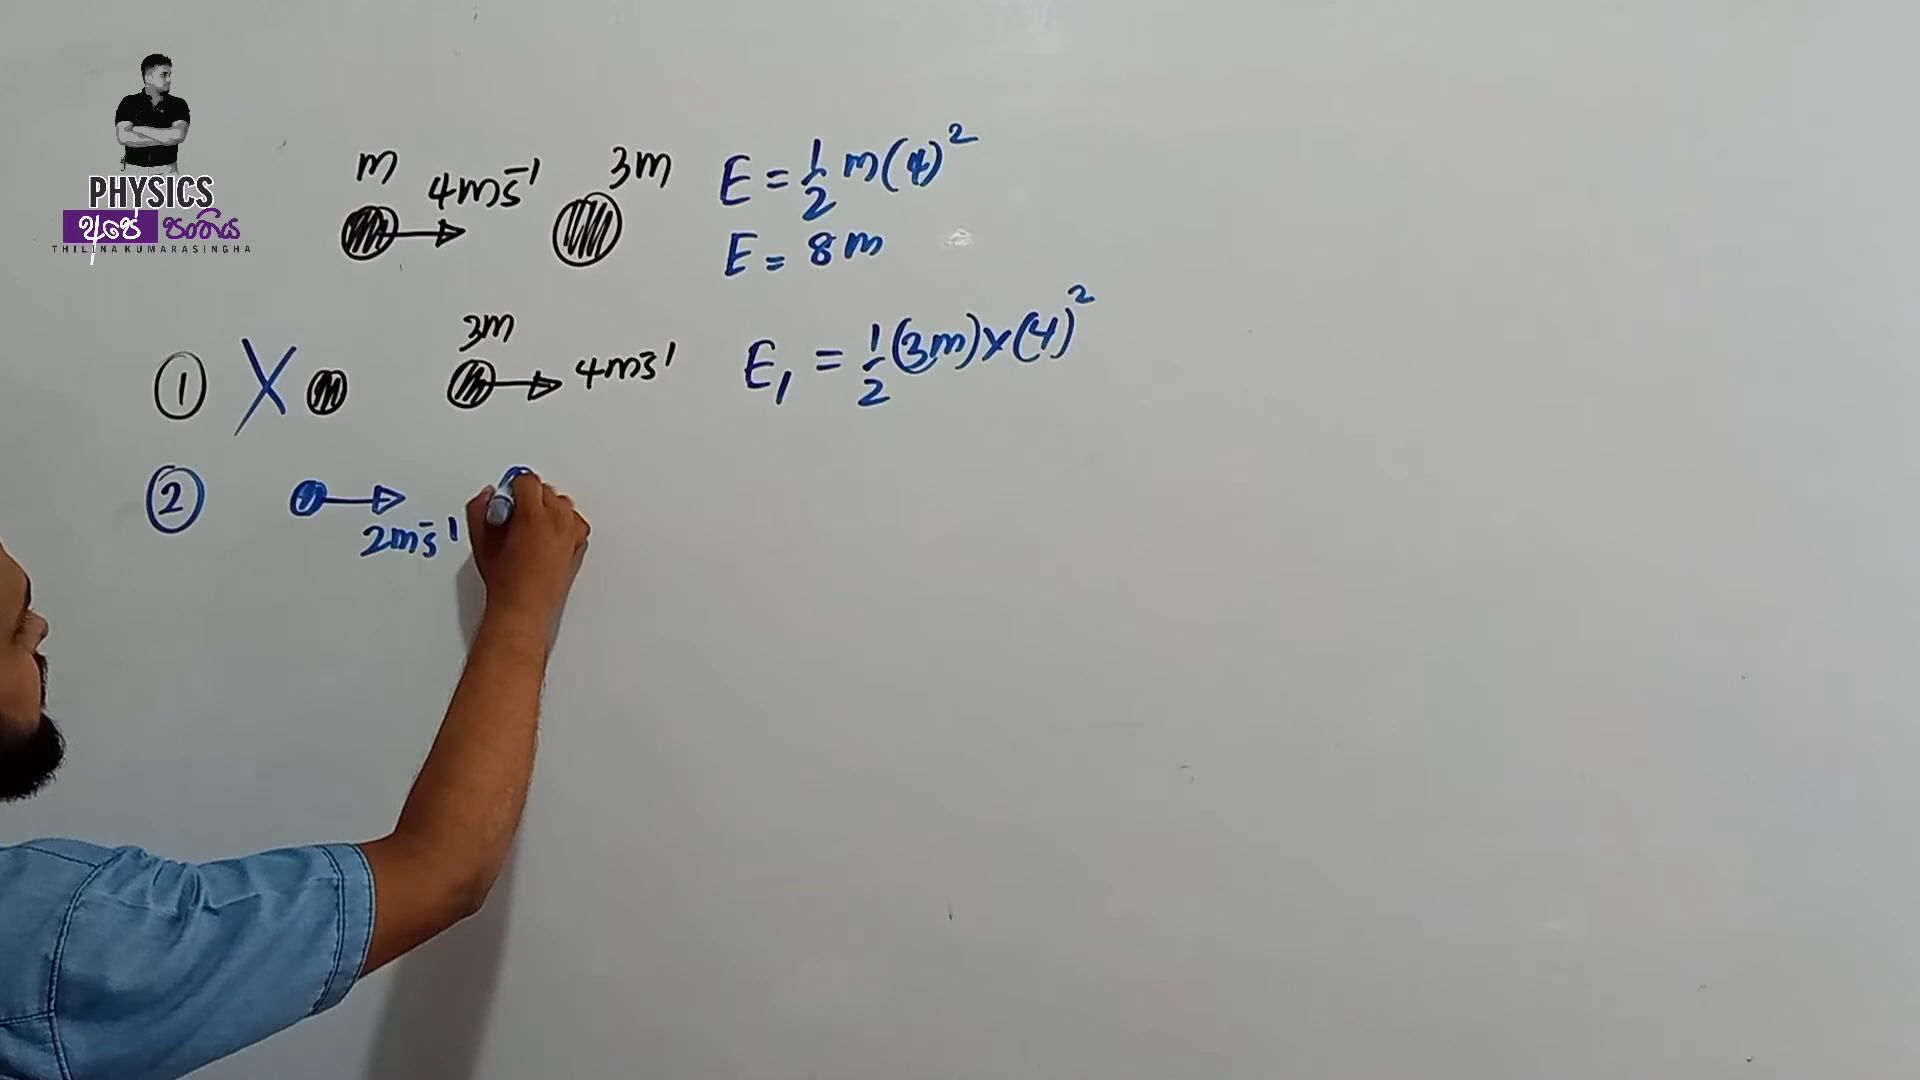 PHYSICS
අපේ පංතිය
THILINA KUMARASINGHA
m 4ms⁻¹ 3m E = 1/2 m(4)²
E = 8m
① X 3m 4ms⁻¹ E₁ = 1/2 (3m)×(4)²
② 2ms⁻¹